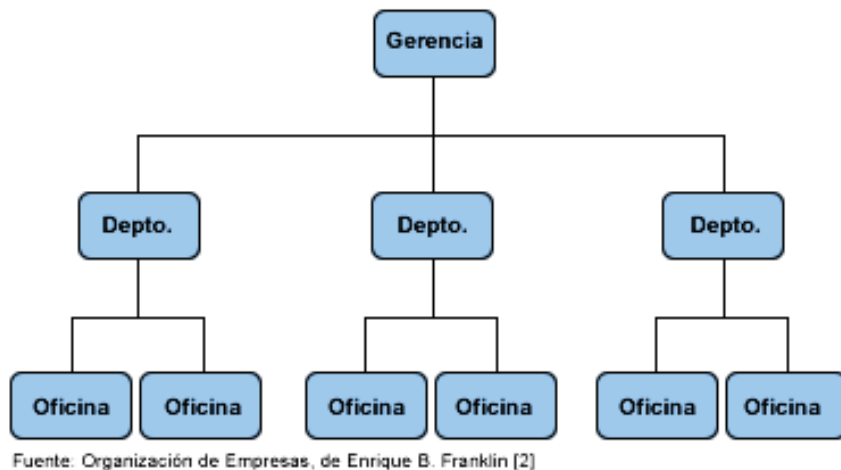 Gerencia
Depto. Depto. Depto.
Oficina Oficina Oficina Oficina Oficina Oficina
Fuente: Organización de Empresas, de Enrique B. Franklin [2]